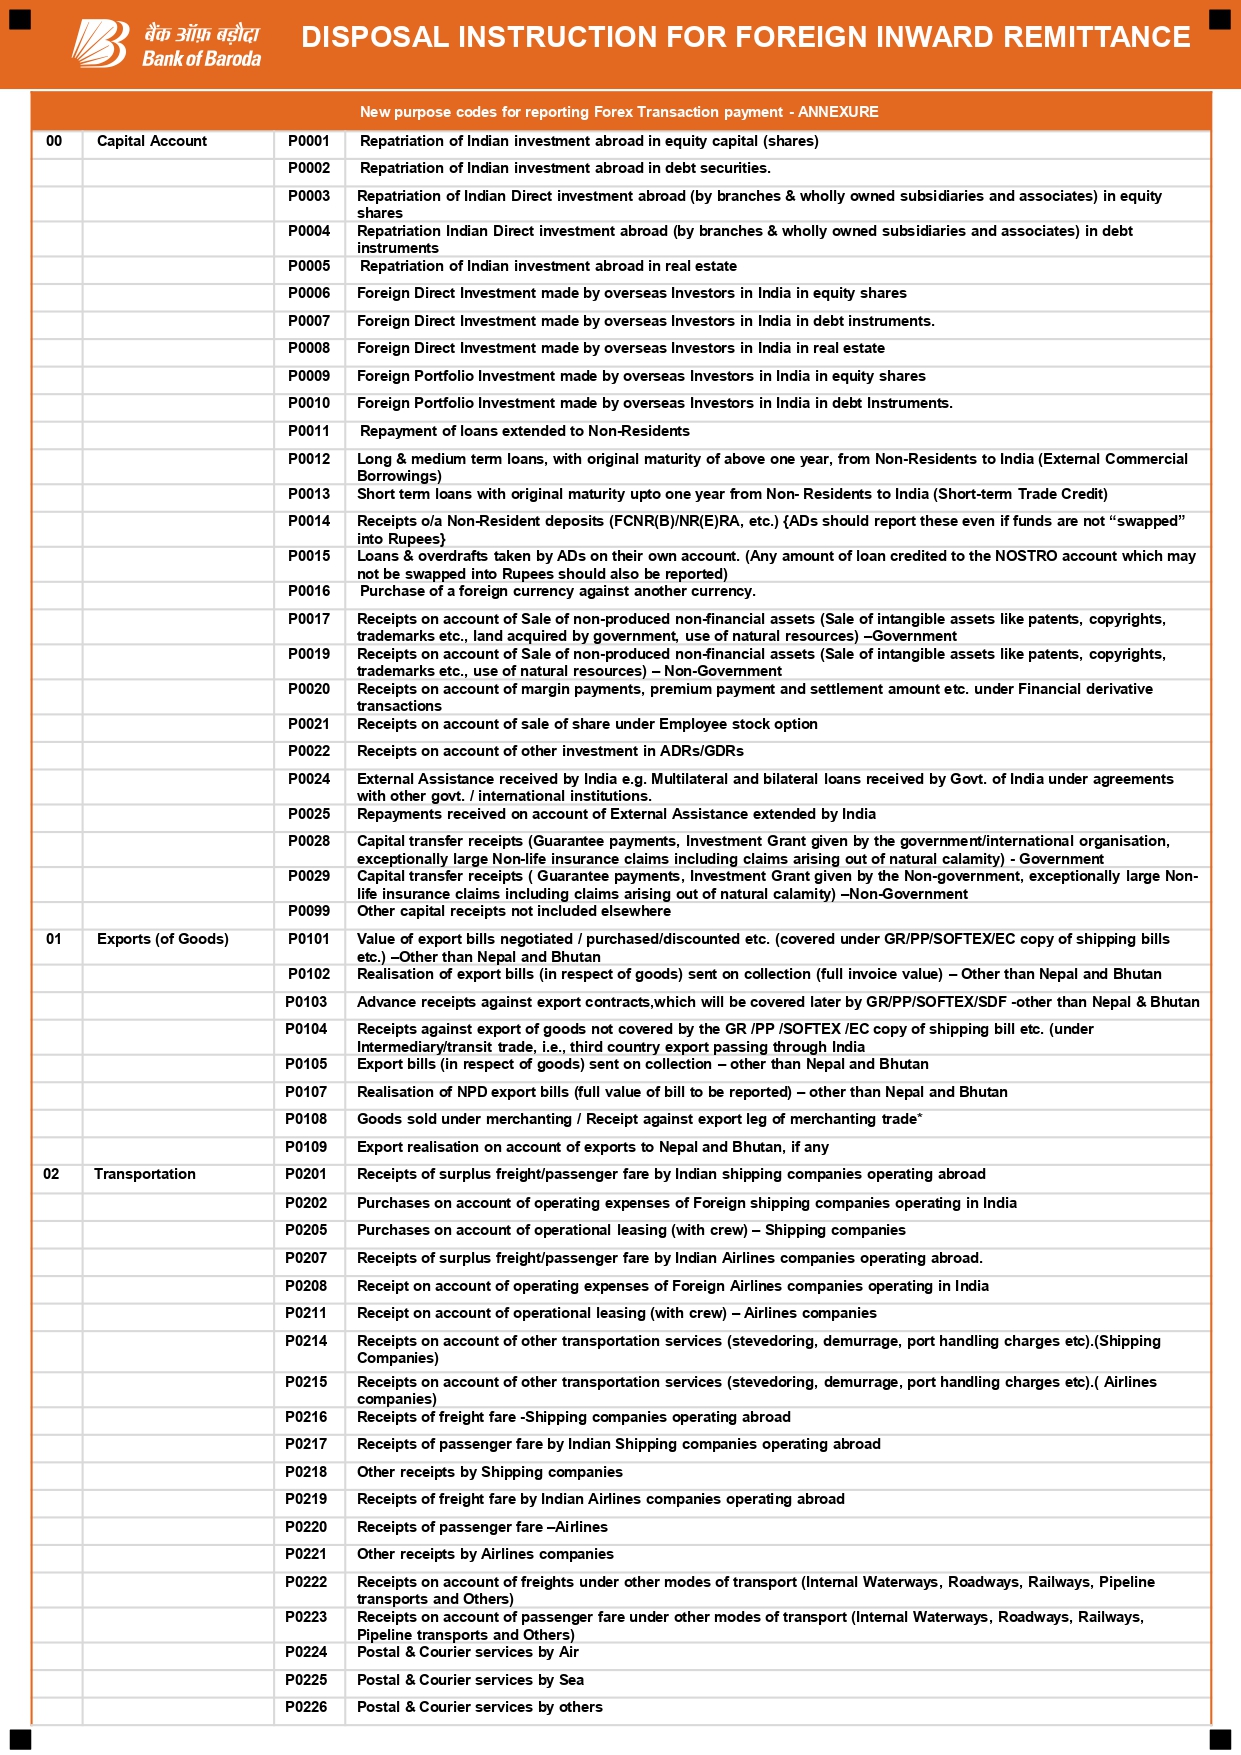 बैंक ऑफ़ बड़ौदा
Bank of Baroda
DISPOSAL INSTRUCTION FOR FOREIGN INWARD REMITTANCE
New purpose codes for reporting Forex Transaction payment - ANNEXURE
00 Capital Account P0001 Repatriation of Indian investment abroad in equity capital (shares)
P0002 Repatriation of Indian investment abroad in debt securities.
P0003 Repatriation of Indian Direct investment abroad (by branches & wholly owned subsidiaries and associates) in equity
shares
P0004 Repatriation Indian Direct investment abroad (by branches & wholly owned subsidiaries and associates) in debt
instruments
P0005 Repatriation of Indian investment abroad in real estate
P0006 Foreign Direct Investment made by overseas Investors in India in equity shares
P0007 Foreign Direct Investment made by overseas Investors in India in debt instruments.
P0008 Foreign Direct Investment made by overseas Investors in India in real estate
P0009 Foreign Portfolio Investment made by overseas Investors in India in equity shares
P0010 Foreign Portfolio Investment made by overseas Investors in India in debt Instruments.
P0011 Repayment of loans extended to Non-Residents
P0012 Long & medium term loans, with original maturity of above one year, from Non-Residents to India (External Commercial
Borrowings)
P0013 Short term loans with original maturity upto one year from Non- Residents to India (Short-term Trade Credit)
P0014 Receipts o/a Non-Resident deposits (FCNR(B)/NR(E)RA, etc.) {ADs should report these even if funds are not “swapped”
into Rupees}
P0015 Loans & overdrafts taken by ADs on their own account. (Any amount of loan credited to the NOSTRO account which may
not be swapped into Rupees should also be reported)
P0016 Purchase of a foreign currency against another currency.
P0017 Receipts on account of Sale of non-produced non-financial assets (Sale of intangible assets like patents, copyrights,
trademarks etc., land acquired by government, use of natural resources) –Government
P0019 Receipts on account of Sale of non-produced non-financial assets (Sale of intangible assets like patents, copyrights,
trademarks etc., use of natural resources) – Non-Government
P0020 Receipts on account of margin payments, premium payment and settlement amount etc. under Financial derivative
transactions
P0021 Receipts on account of sale of share under Employee stock option
P0022 Receipts on account of other investment in ADRs/GDRs
P0024 External Assistance received by India e.g. Multilateral and bilateral loans received by Govt. of India under agreements
with other govt. / international institutions.
P0025 Repayments received on account of External Assistance extended by India
P0028 Capital transfer receipts (Guarantee payments, Investment Grant given by the government/international organisation,
exceptionally large Non-life insurance claims including claims arising out of natural calamity) - Government
P0029 Capital transfer receipts ( Guarantee payments, Investment Grant given by the Non-government, exceptionally large Non-
life insurance claims including claims arising out of natural calamity) –Non-Government
P0099 Other capital receipts not included elsewhere
01 Exports (of Goods) P0101 Value of export bills negotiated / purchased/discounted etc. (covered under GR/PP/SOFTEX/EC copy of shipping bills
etc.) –Other than Nepal and Bhutan
P0102 Realisation of export bills (in respect of goods) sent on collection (full invoice value) – Other than Nepal and Bhutan
P0103 Advance receipts against export contracts,which will be covered later by GR/PP/SOFTEX/SDF -other than Nepal & Bhutan
P0104 Receipts against export of goods not covered by the GR /PP /SOFTEX /EC copy of shipping bill etc. (under
Intermediary/transit trade, i.e., third country export passing through India
P0105 Export bills (in respect of goods) sent on collection – other than Nepal and Bhutan
P0107 Realisation of NPD export bills (full value of bill to be reported) – other than Nepal and Bhutan
P0108 Goods sold under merchanting / Receipt against export leg of merchanting trade*
P0109 Export realisation on account of exports to Nepal and Bhutan, if any
02 Transportation P0201 Receipts of surplus freight/passenger fare by Indian shipping companies operating abroad
P0202 Purchases on account of operating expenses of Foreign shipping companies operating in India
P0205 Purchases on account of operational leasing (with crew) – Shipping companies
P0207 Receipts of surplus freight/passenger fare by Indian Airlines companies operating abroad.
P0208 Receipt on account of operating expenses of Foreign Airlines companies operating in India
P0211 Receipt on account of operational leasing (with crew) – Airlines companies
P0214 Receipts on account of other transportation services (stevedoring, demurrage, port handling charges etc).(Shipping
Companies)
P0215 Receipts on account of other transportation services (stevedoring, demurrage, port handling charges etc).( Airlines
companies)
P0216 Receipts of freight fare -Shipping companies operating abroad
P0217 Receipts of passenger fare by Indian Shipping companies operating abroad
P0218 Other receipts by Shipping companies
P0219 Receipts of freight fare by Indian Airlines companies operating abroad
P0220 Receipts of passenger fare –Airlines
P0221 Other receipts by Airlines companies
P0222 Receipts on account of freights under other modes of transport (Internal Waterways, Roadways, Railways, Pipeline
transports and Others)
P0223 Receipts on account of passenger fare under other modes of transport (Internal Waterways, Roadways, Railways,
Pipeline transports and Others)
P0224 Postal & Courier services by Air
P0225 Postal & Courier services by Sea
P0226 Postal & Courier services by others